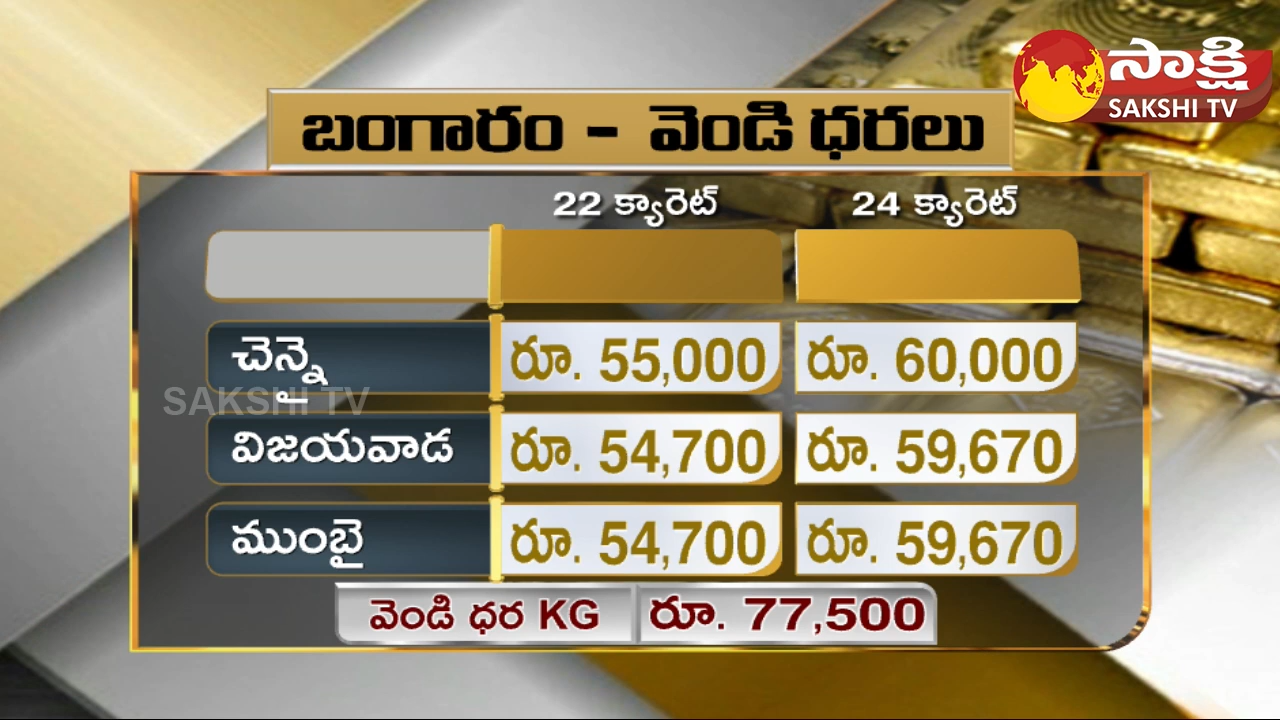 సాక్షి
SAKSHI TV
బంగారం - వెండి ధరలు
22 క్యారెట్ 24 క్యారెట్
చెన్నై రూ. 55,000 రూ. 60,000
SAKSHI TV
విజయవాడ రూ. 54,700 రూ. 59,670
ముంబై రూ. 54,700 రూ. 59,670
వెండి ధర KG రూ. 77,500